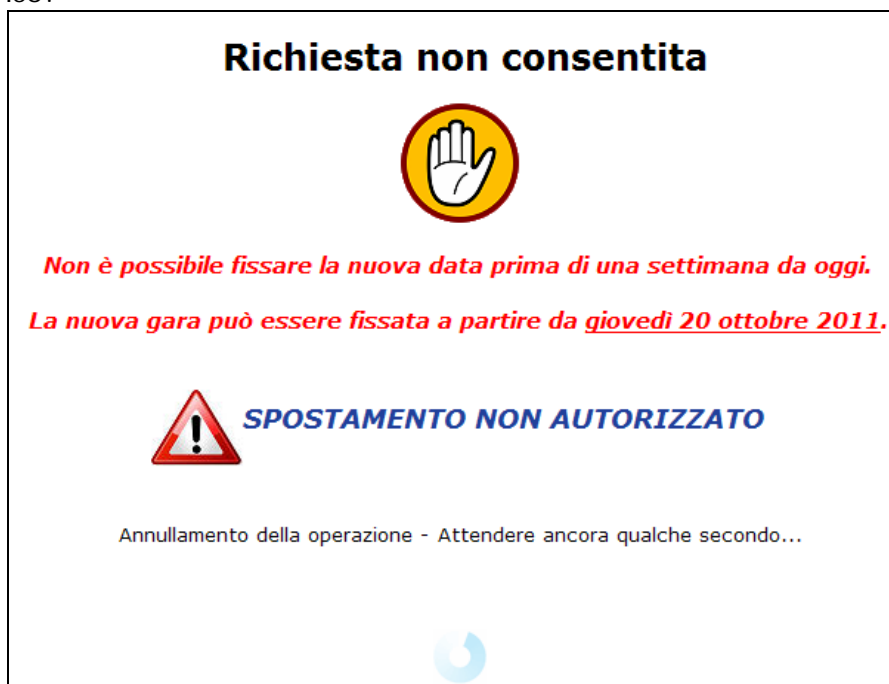 Richiesta non consentita
Non è possibile fissare la nuova data prima di una settimana da oggi.
La nuova gara può essere fissata a partire da giovedì 20 ottobre 2011.
SPOSTAMENTO NON AUTORIZZATO
Annullamento della operazione - Attendere ancora qualche secondo...